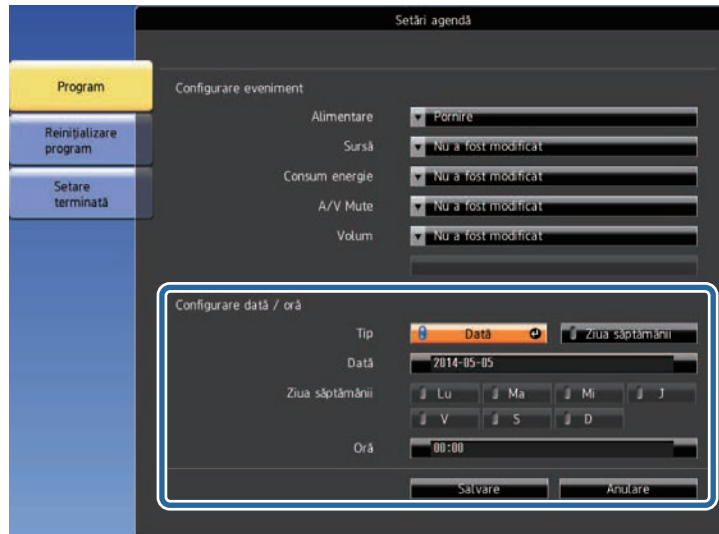 Setări agendă
Program
Reinițializare
program
Setare
terminată
Configurare eveniment
Alimentare Pornire
Sursă Nu a fost modificat
Consum energie Nu a fost modificat
A/V Mute Nu a fost modificat
Volum Nu a fost modificat
Configurare dată / oră
Tip Dată Ziua săptămânii
Dată 2014-05-05
Ziua săptămânii Lu Ma Mi J
V S D
Oră 00:00
Salvare Anulare